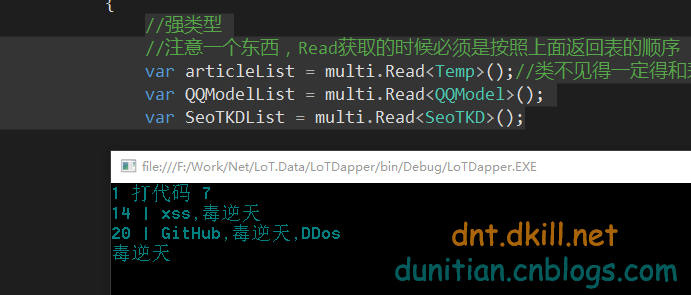 {
//强类型
//注意一个东西，Read获取的时候必须是按照上面返回表的顺序
var articleList = multi.Read<Temp>();//类不见得一定得和
var QQModelList = multi.Read<QQModel>();
var SeoTKDList = multi.Read<SeoTKD>();
file:///F:/Work/Net/LoT.Data/LoTDapper/bin/Debug/LoTDapper.EXE
1 打代码 7
14 | xss,毒逆天
20 | GitHub,毒逆天,DDos
毒逆天
dnt.dkill.net
dunitian.cnblogs.com